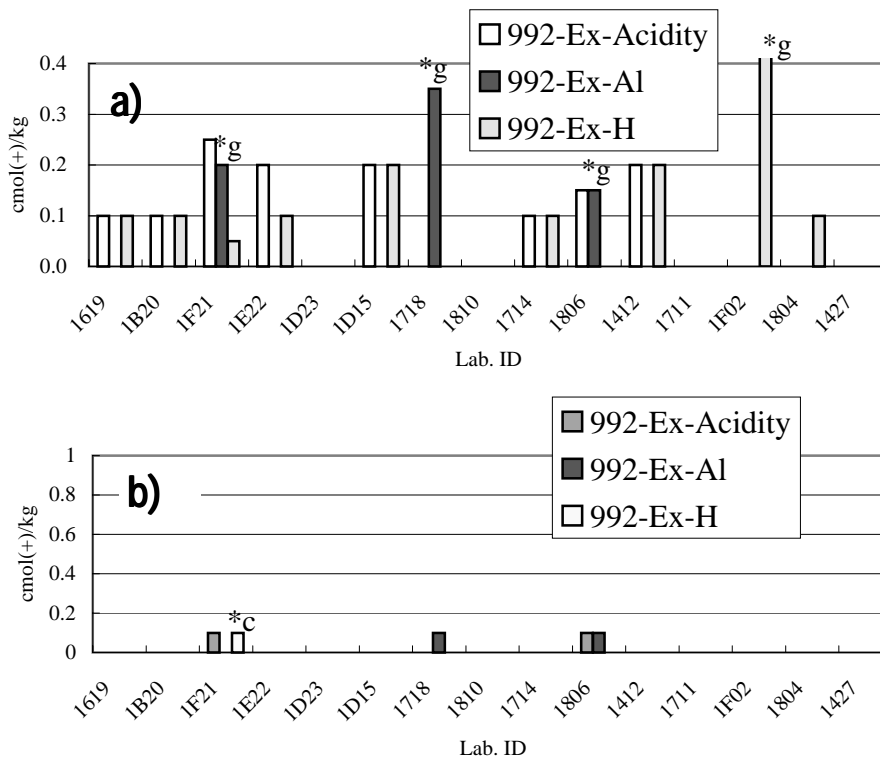 992-Ex-Acidity
992-Ex-Al
992-Ex-H
a)
*g
*g
*g
*g
cmol(+)/kg
0.4
0.3
0.2
0.1
0.0
1619 1B20 1F21 1E22 1D23 1D15 1718 1810 1714 1806 1412 1711 1F02 1804 1427
Lab. ID
992-Ex-Acidity
992-Ex-Al
992-Ex-H
b)
*c
cmol(+)/kg
1
0.8
0.6
0.4
0.2
0
1619 1B20 1F21 1E22 1D23 1D15 1718 1810 1714 1806 1412 1711 1F02 1804 1427
Lab. ID